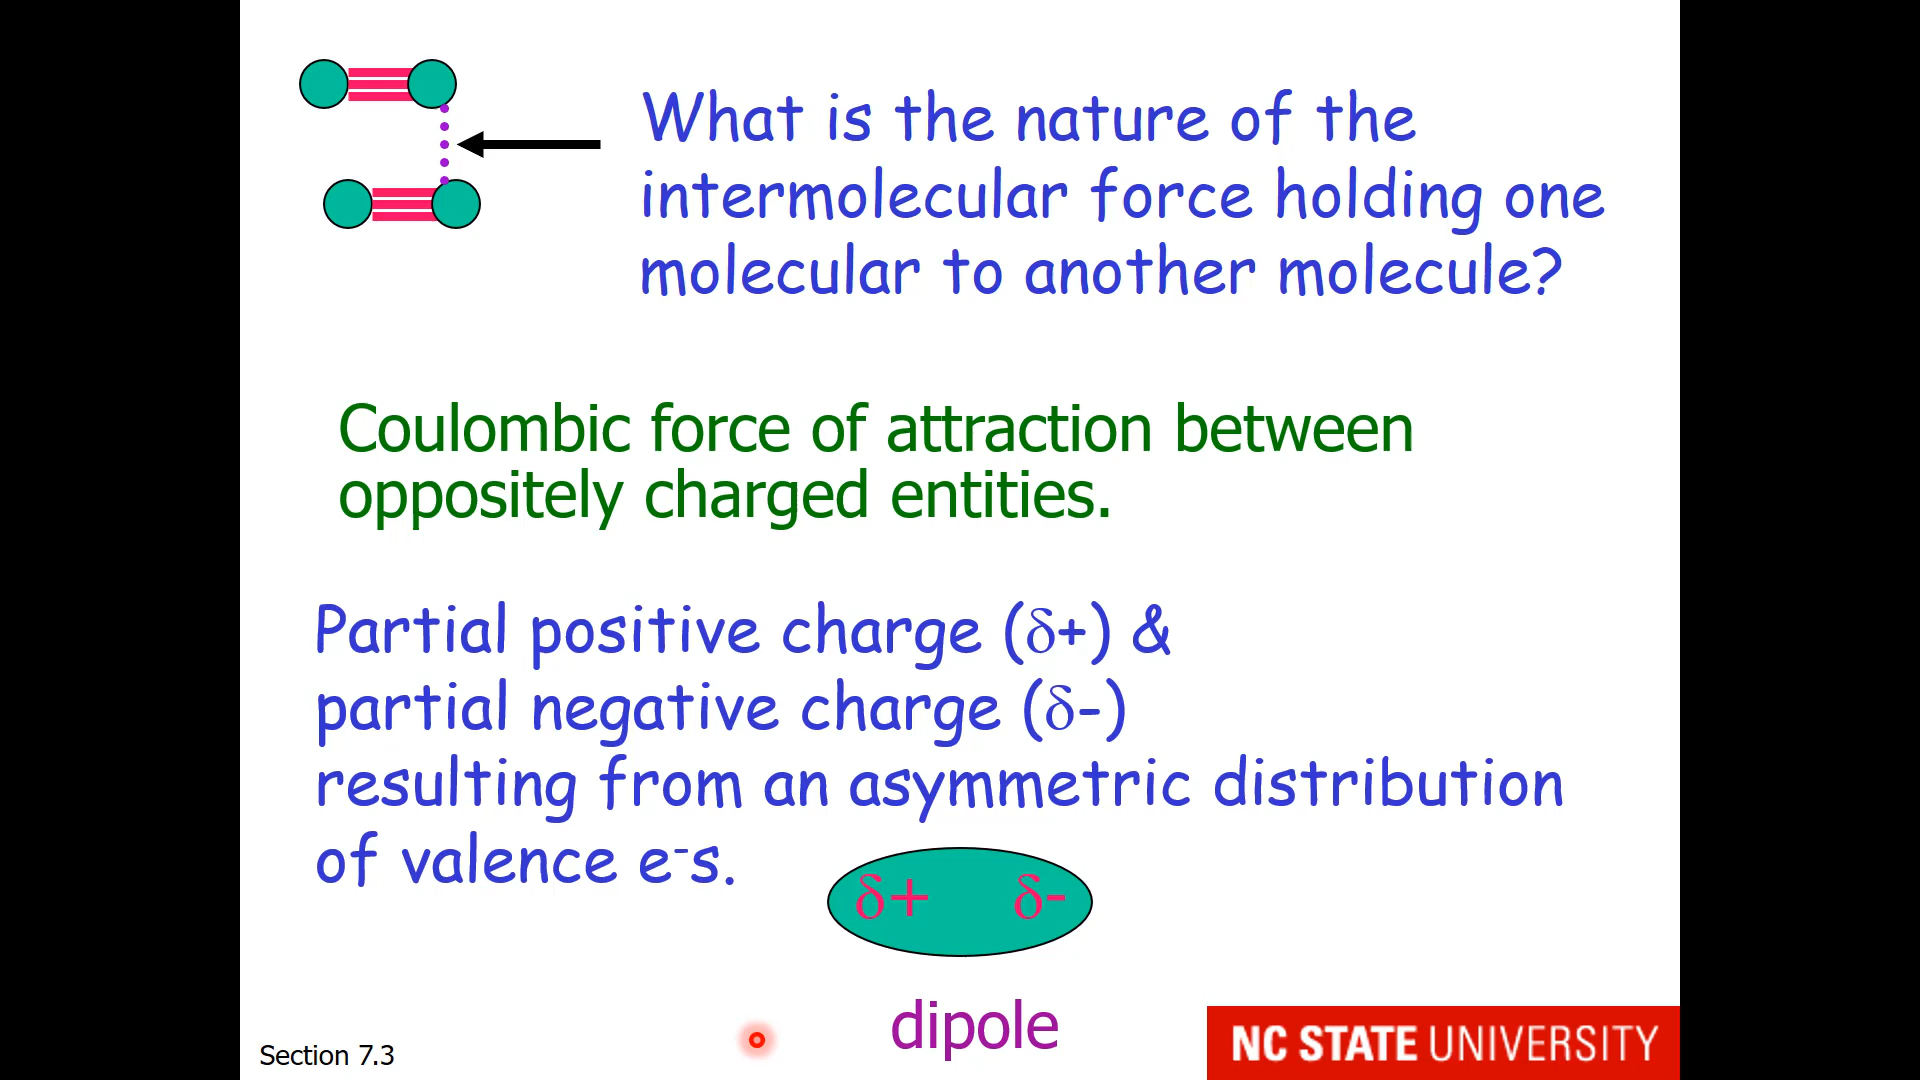 What is the nature of the
intermolecular force holding one
molecular to another molecule?
Coulombic force of attraction between
oppositely charged entities.
Partial positive charge (δ+) &
partial negative charge (δ-)
resulting from an asymmetric distribution
of valence e⁻s.
δ+ δ-
dipole
Section 7.3
NC STATE UNIVERSITY